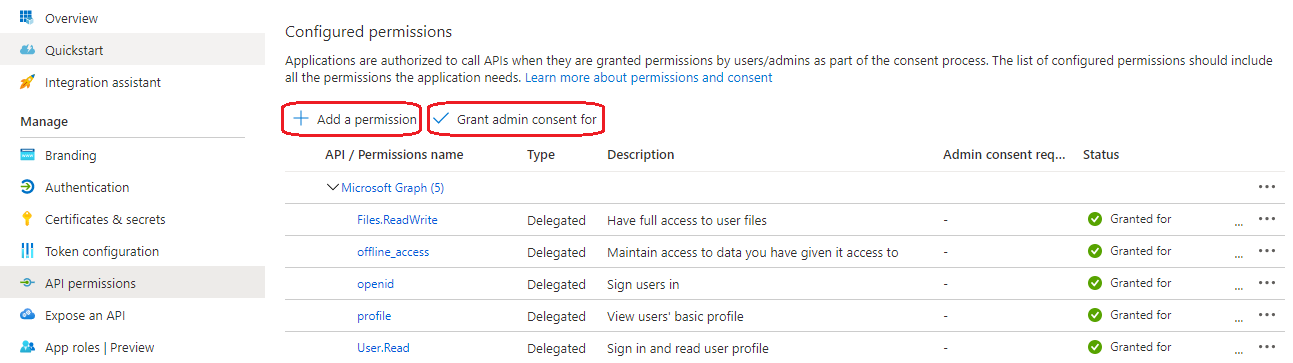 Overview
Quickstart
Integration assistant
Manage
Branding
Authentication
Certificates & secrets
Token configuration
API permissions
Expose an API
App roles | Preview
Configured permissions
Applications are authorized to call APIs when they are granted permissions by users/admins as part of the consent process. The list of configured permissions should include
all the permissions the application needs. Learn more about permissions and consent
Add a permission Grant admin consent for
API / Permissions name Type Description Admin consent req... Status
Microsoft Graph (5) ...
Files.ReadWrite Delegated Have full access to user files - Granted for ... ...
offline_access Delegated Maintain access to data you have given it access to - Granted for ... ...
openid Delegated Sign users in - Granted for ... ...
profile Delegated View users' basic profile - Granted for ... ...
User.Read Delegated Sign in and read user profile - Granted for ... ...